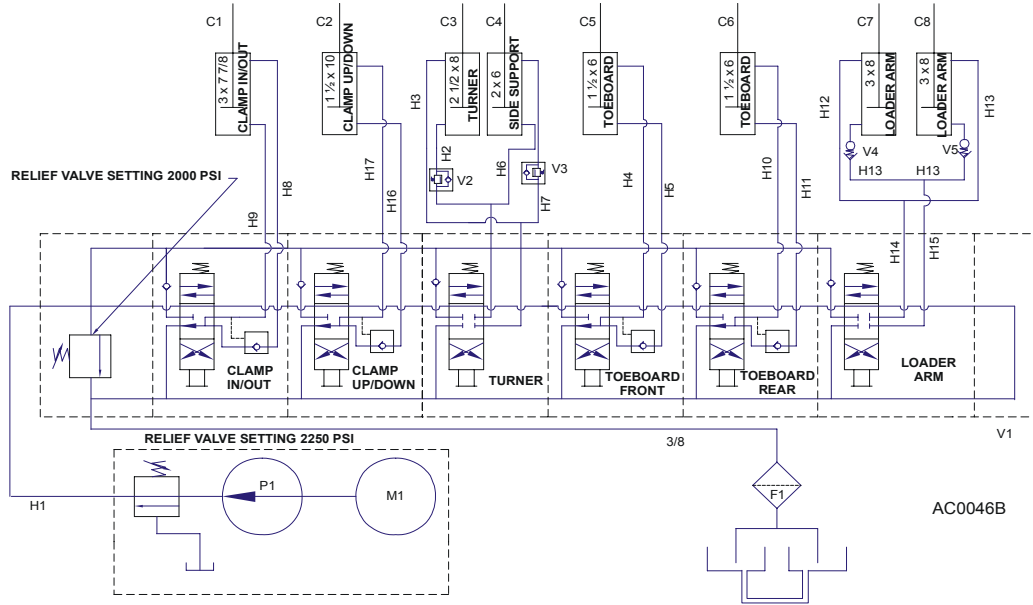 C1
C2
C3
C4
C5
C6
C7
C8
3 x 7 7/8
CLAMP IN/OUT
1 ½ x 10
CLAMP UP/DOWN
2 1/2 x 8
TURNER
2 x 6
SIDE SUPPORT
1 ½ x 6
TOEBOARD
1 ½ x 6
TOEBOARD
3 x 8
LOADER ARM
3 x 8
LOADER ARM
H3
H12
H13
H2
V2
H6
V3
V4
V5
H13
H13
RELIEF VALVE SETTING 2000 PSI
H8
H9
H17
H16
H7
H4
H5
H10
H11
H14
H15
CLAMP
IN/OUT
CLAMP
UP/DOWN
TURNER
TOEBOARD
FRONT
TOEBOARD
REAR
LOADER
ARM
V1
RELIEF VALVE SETTING 2250 PSI
3/8
H1
P1
M1
F1
AC0046B